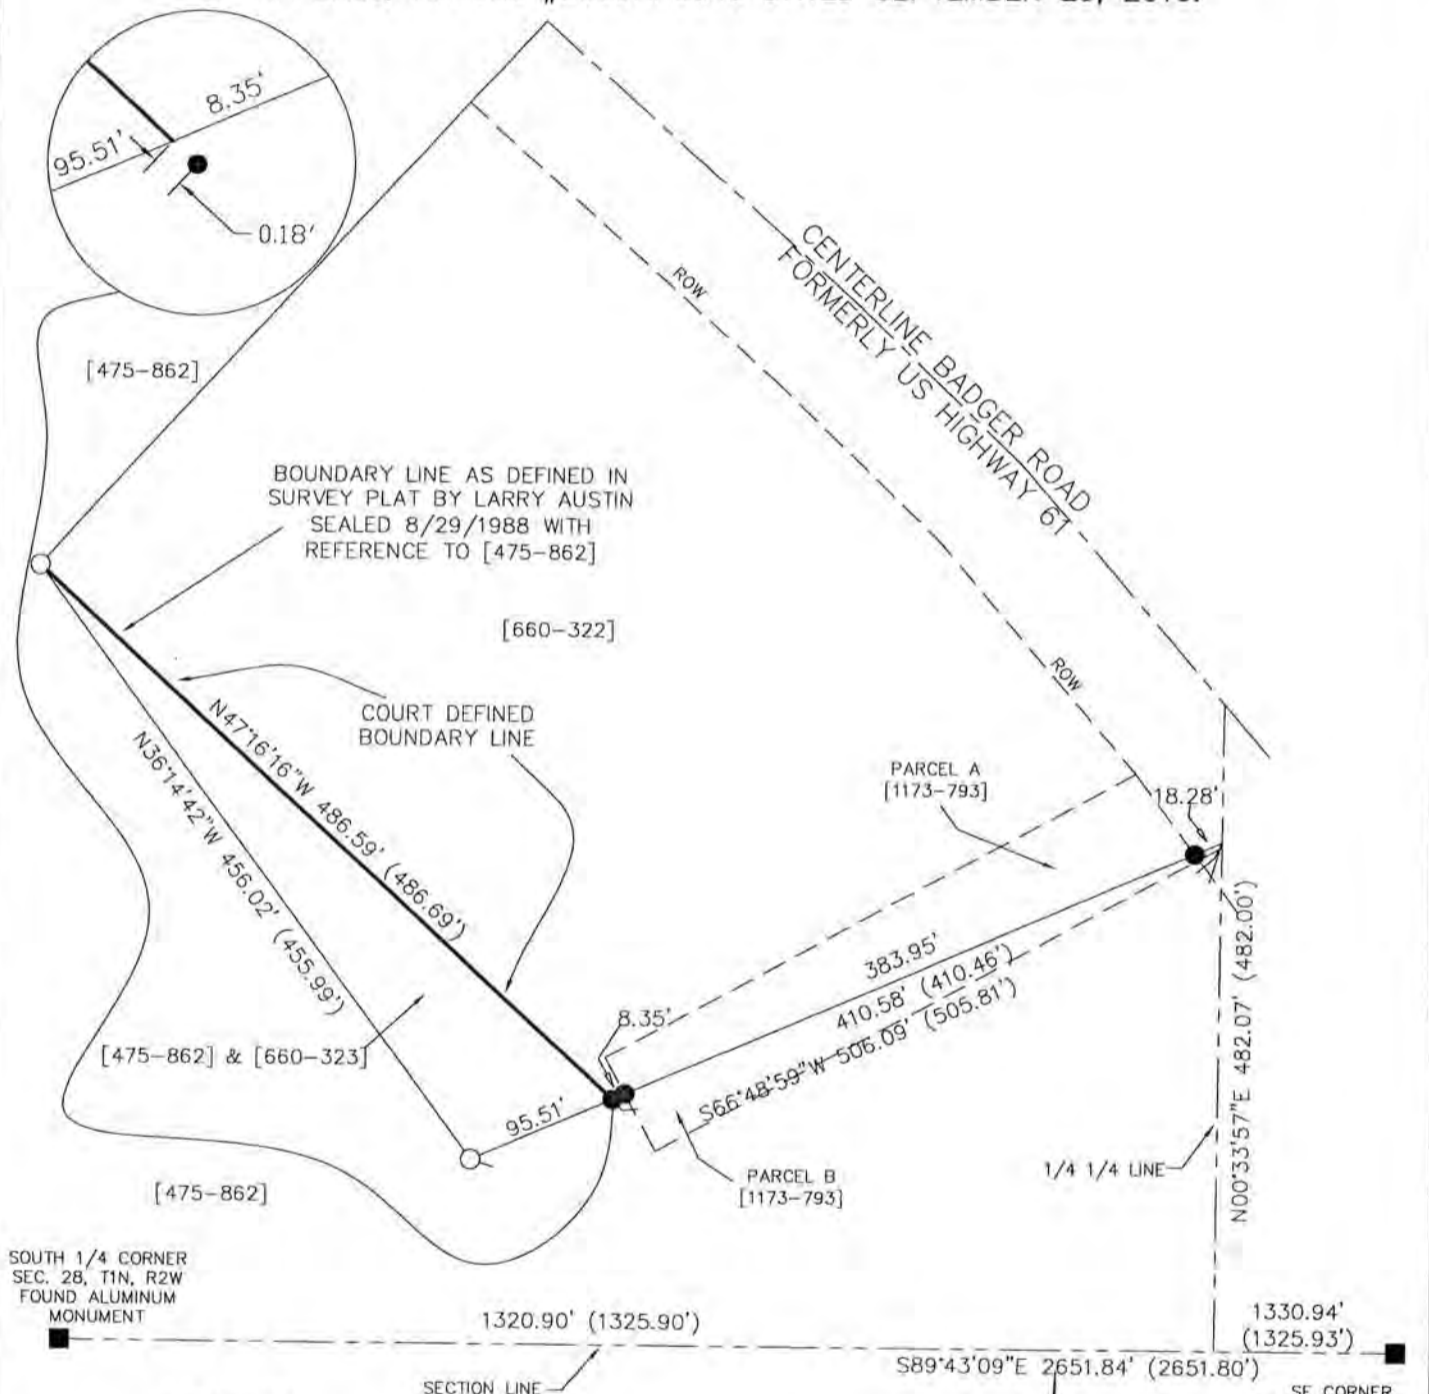 8.35'
95.51'
0.18'
[475-862]
ROW
CENTERLINE BADGER ROAD
FORMERLY US HIGHWAY 61
BOUNDARY LINE AS DEFINED IN
SURVEY PLAT BY LARRY AUSTIN
SEALED 8/29/1988 WITH
REFERENCE TO [475-862]
[660-322]
ROW
COURT DEFINED
BOUNDARY LINE
N47°16'16"W 486.59' (486.69')
N36°14'42"W 456.02' (455.99')
PARCEL A
[1173-793]
18.28'
383.95'
410.58' (410.46')
S66°48'59"W 506.09' (505.81')
8.35'
[475-862] & [660-323]
95.51'
N00°33'57"E 482.07' (482.00')
1/4 1/4 LINE
PARCEL B
[1173-793]
[475-862]
SOUTH 1/4 CORNER
SEC. 28, T1N, R2W
FOUND ALUMINUM
MONUMENT
1320.90' (1325.90')
1330.94'
(1325.93')
S89°43'09"E 2651.84' (2651.80')
SECTION LINE
SE CORNER